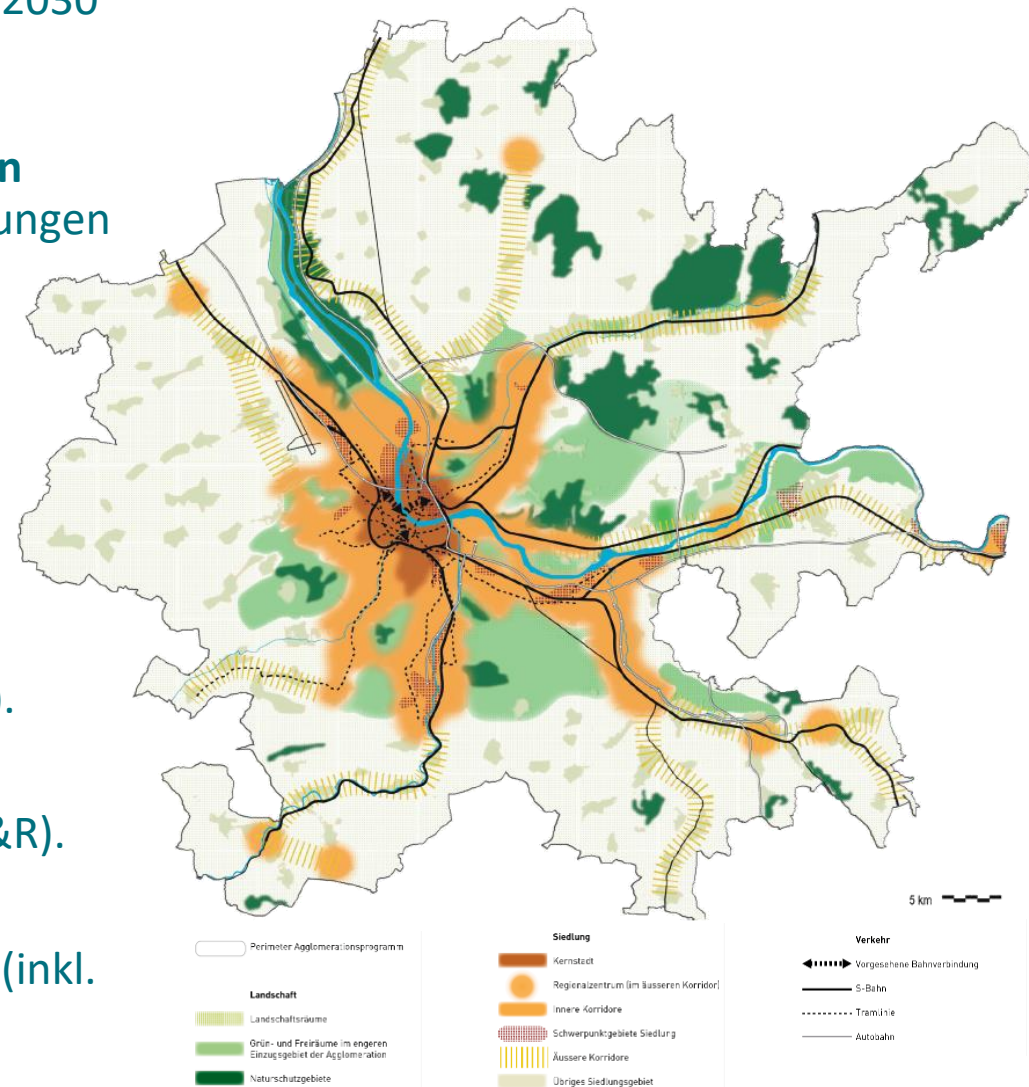 2030
n
ungen
).
&R).
(inkl.
5 km
Perimeter Agglomerationsprogramm
Landschaft
Landschaftsräume
Grün- und Freiräume im engeren
Einzugsgebiet der Agglomeration
Naturschutzgebiete
Siedlung
Kernstadt
Regionalzentrum (im äusseren Korridor)
Innere Korridore
Schwerpunktgebiete Siedlung
Äussere Korridore
Übriges Siedlungsgebiet
Verkehr
Vorgesehene Bahnverbindung
S-Bahn
Tramlinie
Autobahn